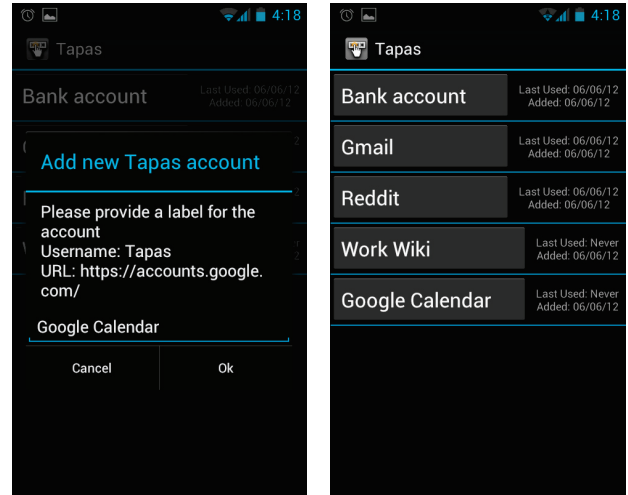 4:18
Tapas
Bank account
Last Used: 06/06/12
Added: 06/06/12
Add new Tapas account
Please provide a label for the
account
Username: Tapas
URL: https://accounts.google.
com/
Google Calendar
Cancel
Ok
4:18
Tapas
Bank account
Last Used: 06/06/12
Added: 06/06/12
Gmail
Last Used: 06/06/12
Added: 06/06/12
Reddit
Last Used: 06/06/12
Added: 06/06/12
Work Wiki
Last Used: Never
Added: 06/06/12
Google Calendar
Last Used: Never
Added: 06/06/12